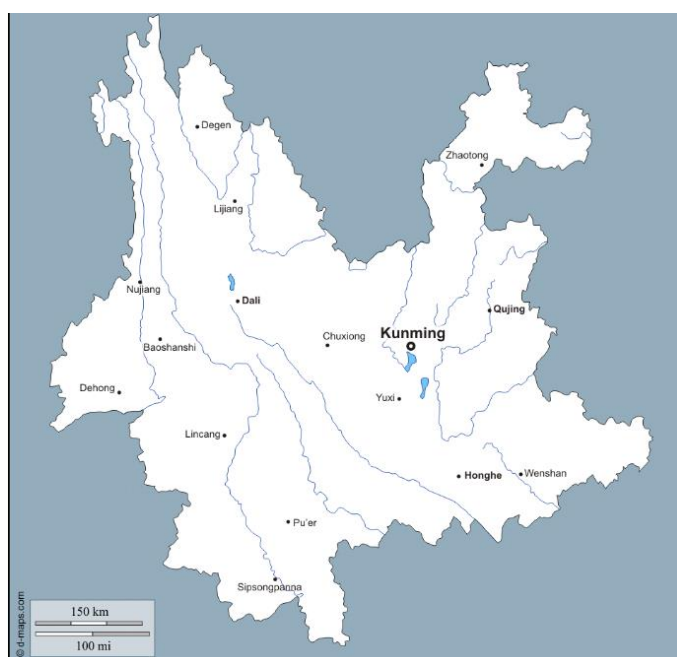 Degen
Zhaotong
Lijiang
Nujiang
Dali
Qujing
Kunming
Chuxiong
Baoshanshi
Dehong
Yuxi
Lincang
Honghe
Wenshan
Pu'er
Sipsongpanna
150 km
100 mi
© d-maps.com